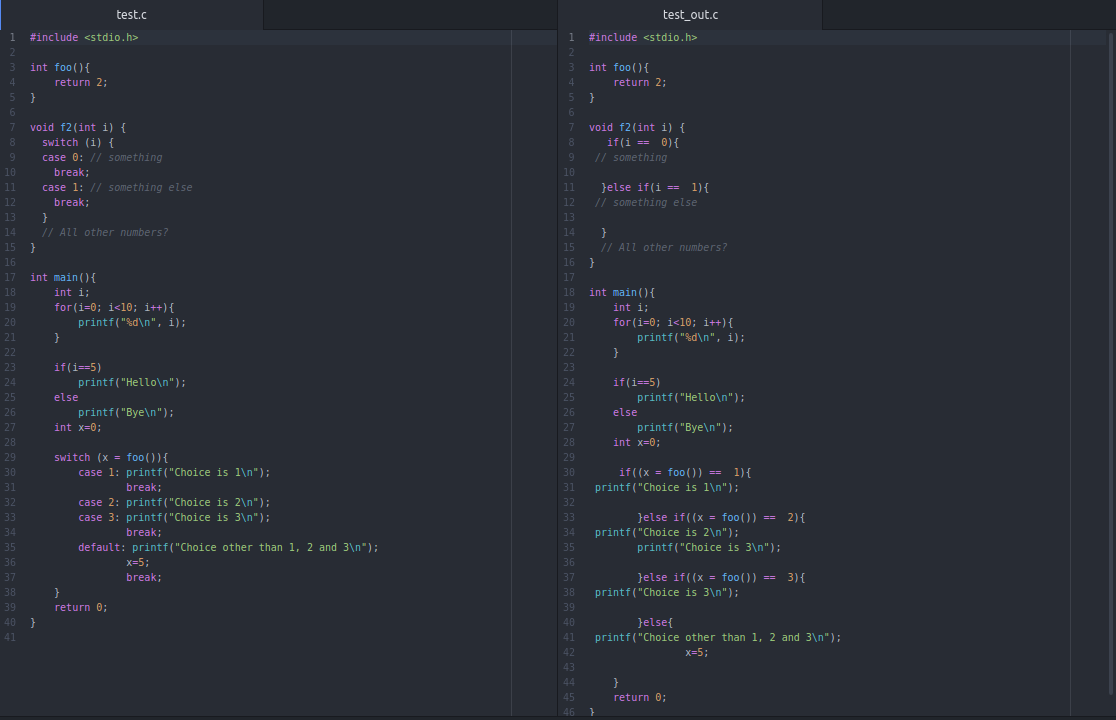 test.c
1 #include <stdio.h>
2
3 int foo(){
4     return 2;
5 }
6
7 void f2(int i) {
8   switch (i) {
9   case 0: // something
10     break;
11   case 1: // something else
12     break;
13   }
14   // All other numbers?
15 }
16
17 int main(){
18     int i;
19     for(i=0; i<10; i++){
20         printf("%d\n", i);
21     }
22
23     if(i==5)
24         printf("Hello\n");
25     else
26         printf("Bye\n");
27     int x=0;
28
29     switch (x = foo()){
30         case 1: printf("Choice is 1\n");
31                 break;
32         case 2: printf("Choice is 2\n");
33         case 3: printf("Choice is 3\n");
34                 break;
35         default: printf("Choice other than 1, 2 and 3\n");
36                 x=5;
37                 break;
38     }
39     return 0;
40 }
41
test_out.c
1 #include <stdio.h>
2
3 int foo(){
4     return 2;
5 }
6
7 void f2(int i) {
8    if(i ==  0){
9  // something
10
11   }else if(i ==  1){
12  // something else
13
14   }
15   // All other numbers?
16 }
17
18 int main(){
19     int i;
20     for(i=0; i<10; i++){
21         printf("%d\n", i);
22     }
23
24     if(i==5)
25         printf("Hello\n");
26     else
27         printf("Bye\n");
28     int x=0;
29
30      if((x = foo()) ==  1){
31  printf("Choice is 1\n");
32
33         }else if((x = foo()) ==  2){
34  printf("Choice is 2\n");
35         printf("Choice is 3\n");
36
37         }else if((x = foo()) ==  3){
38  printf("Choice is 3\n");
39
40         }else{
41  printf("Choice other than 1, 2 and 3\n");
42                 x=5;
43
44     }
45     return 0;
46 }